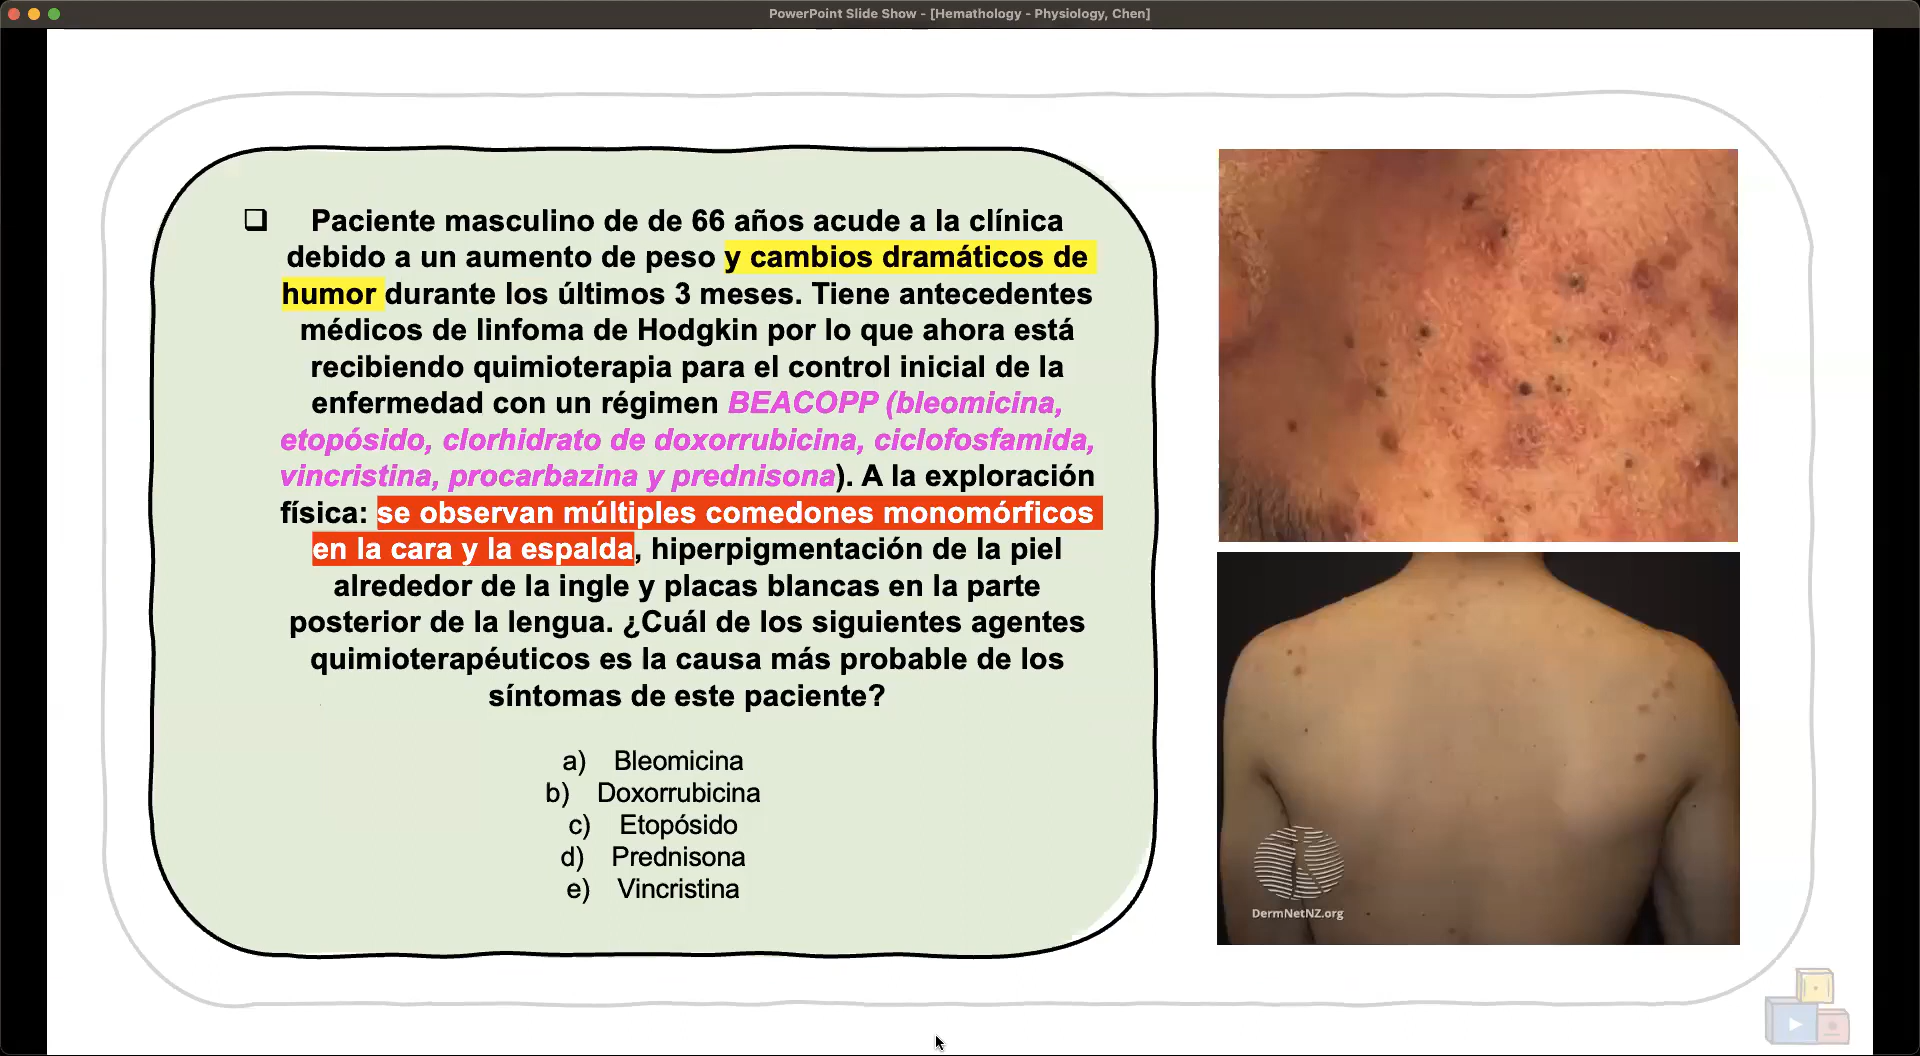 PowerPoint Slide Show - [Hemathology - Physiology, Chen]
❑ Paciente masculino de de 66 años acude a la clínica
debido a un aumento de peso y cambios dramáticos de
humor durante los últimos 3 meses. Tiene antecedentes
médicos de linfoma de Hodgkin por lo que ahora está
recibiendo quimioterapia para el control inicial de la
enfermedad con un régimen BEACOPP (bleomicina,
etopósido, clorhidrato de doxorrubicina, ciclofosfamida,
vincristina, procarbazina y prednisona). A la exploración
física: se observan múltiples comedones monomórficos
en la cara y la espalda, hiperpigmentación de la piel
alrededor de la ingle y placas blancas en la parte
posterior de la lengua. ¿Cuál de los siguientes agentes
quimioterapéuticos es la causa más probable de los
síntomas de este paciente?
a) Bleomicina
b) Doxorrubicina
c) Etopósido
d) Prednisona
e) Vincristina
DermNetNZ.org